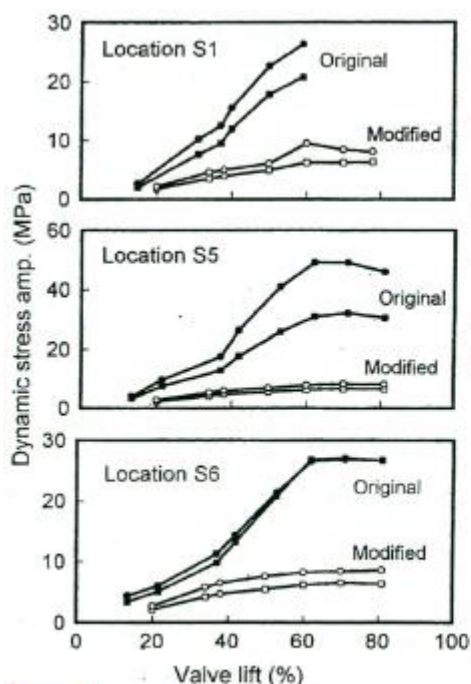 30
20
10
0
Location S1
Original
Modified
60
40
20
0
Location S5
Original
Modified
30
20
10
0
Location S6
Original
Modified
0 20 40 60 80 100
Dynamic stress amp. (MPa)
Valve lift (%)